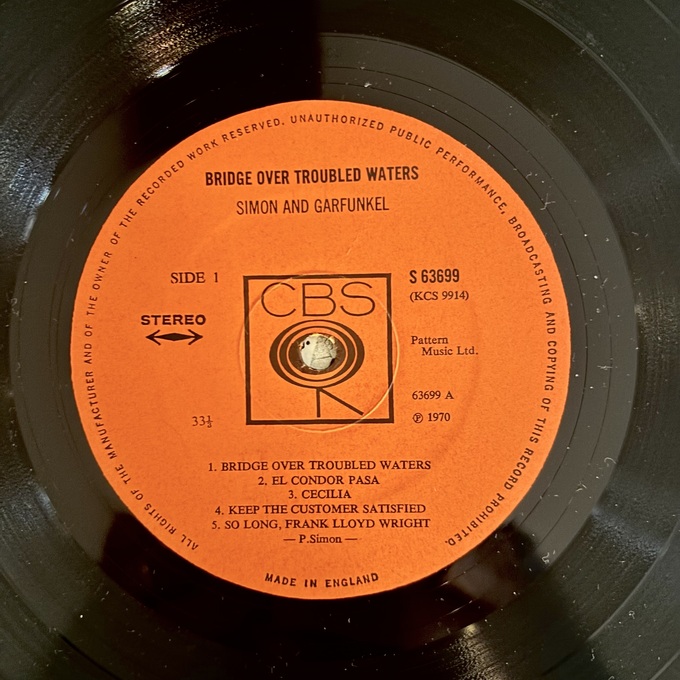 ALL RIGHTS OF THE MANUFACTURER AND OF THE OWNER OF THE RECORDED WORK RESERVED. UNAUTHORIZED PUBLIC PERFORMANCE, BROADCASTING AND COPYING OF THIS RECORD PROHIBITED.
BRIDGE OVER TROUBLED WATERS
SIMON AND GARFUNKEL
SIDE 1
CBS
S 63699
(KCS 9914)
STEREO
Pattern
Music Ltd.
63699 A
33⅓
℗ 1970
1. BRIDGE OVER TROUBLED WATERS
2. EL CONDOR PASA
3. CECILIA
4. KEEP THE CUSTOMER SATISFIED
5. SO LONG, FRANK LLOYD WRIGHT
— P.Simon —
MADE IN ENGLAND